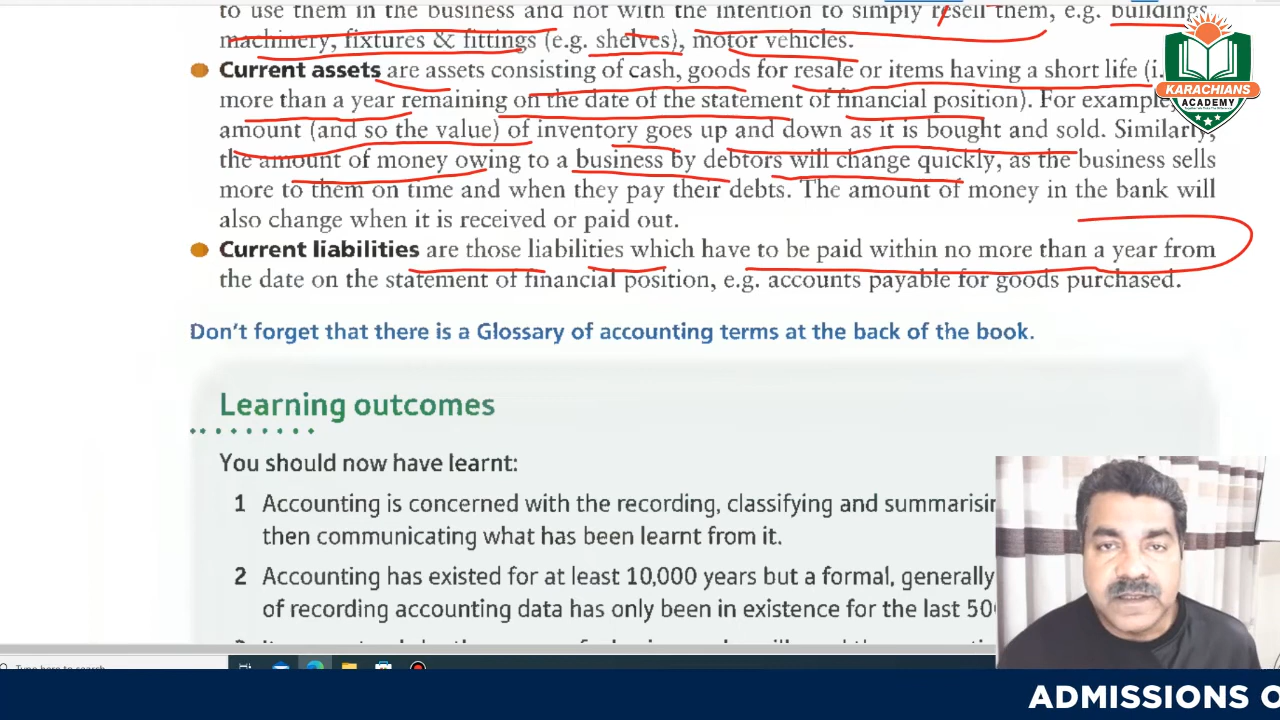 to use them in the business and not with the intention to simply resell them, e.g. buildings,
machinery, fixtures & fittings (e.g. shelves), motor vehicles.
Current assets are assets consisting of cash, goods for resale or items having a short life (i.
more than a year remaining on the date of the statement of financial position). For example,
amount (and so the value) of inventory goes up and down as it is bought and sold. Similarly,
the amount of money owing to a business by debtors will change quickly, as the business sells
more to them on time and when they pay their debts. The amount of money in the bank will
also change when it is received or paid out.
Current liabilities are those liabilities which have to be paid within no more than a year from
the date on the statement of financial position, e.g. accounts payable for goods purchased.
Don't forget that there is a Glossary of accounting terms at the back of the book.
Learning outcomes
You should now have learnt:
1 Accounting is concerned with the recording, classifying and summarisin
then communicating what has been learnt from it.
2 Accounting has existed for at least 10,000 years but a formal, generally
of recording accounting data has only been in existence for the last 50
Type here to search
KARACHIANS
ACADEMY
ADMISSIONS O